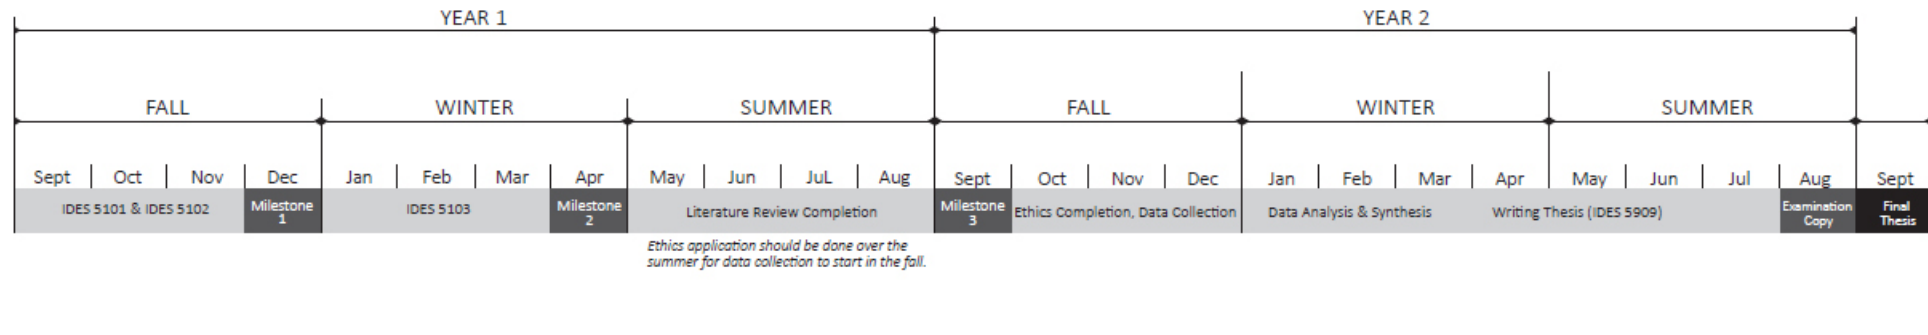 YEAR 1 YEAR 2
FALL WINTER SUMMER FALL WINTER SUMMER
Sept Oct Nov Dec Jan Feb Mar Apr May Jun JuL Aug Sept Oct Nov Dec Jan Feb Mar Apr May Jun Jul Aug Sept
IDES 5101 & IDES 5102
Milestone
1
IDES 5103
Milestone
2
Literature Review Completion
Milestone
3
Ethics Completion, Data Collection
Data Analysis & Synthesis
Writing Thesis (IDES 5909)
Examination
Copy
Final
Thesis
Ethics application should be done over the
summer for data collection to start in the fall.